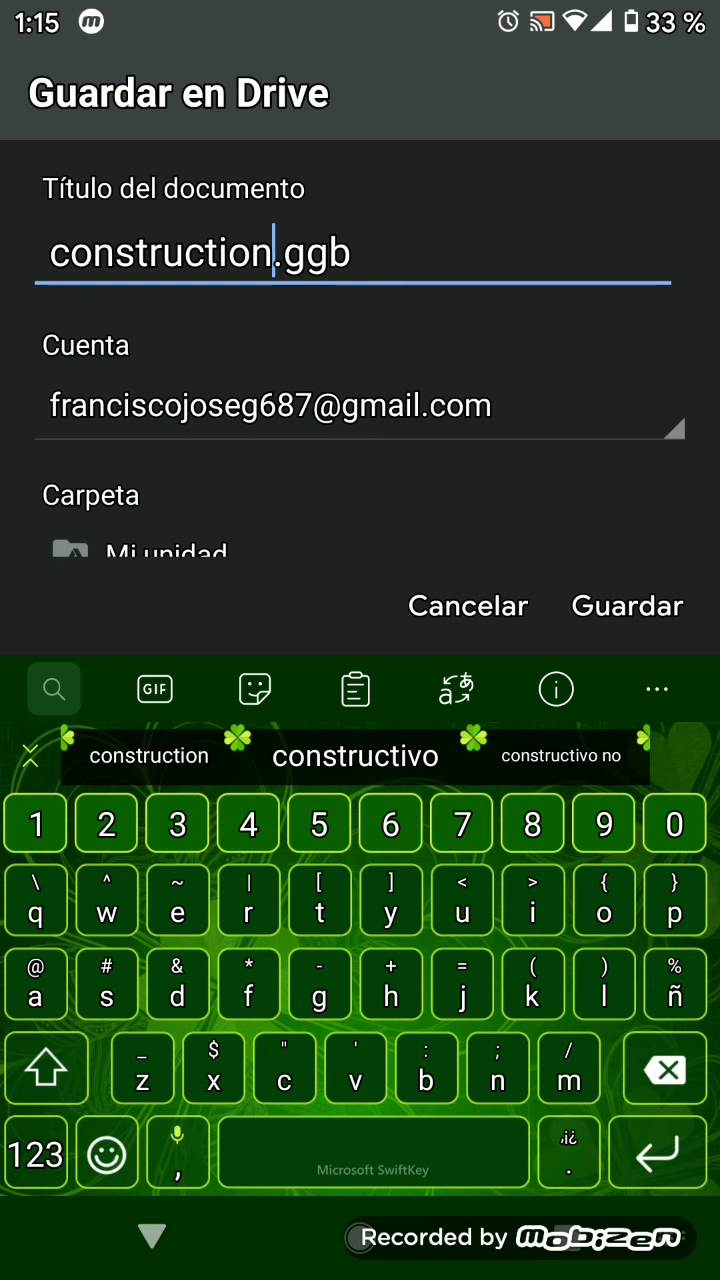 1:15 m 33 %
Guardar en Drive
Título del documento
construction.ggb
Cuenta
franciscojoseg687@gmail.com
Carpeta
Mi unidad
Cancelar Guardar
GIF aあ i ...
construction constructivo constructivo no
1 2 3 4 5 6 7 8 9 0
\ ^ ~ | [ ] < > { }
q w e r t y u i o p
@ # & * - + = ( ) %
a s d f g h j k l ñ
_ $ " ' : ; /
z x c v b n m
123 , Microsoft SwiftKey ,i¿ .
Recorded by mobizen